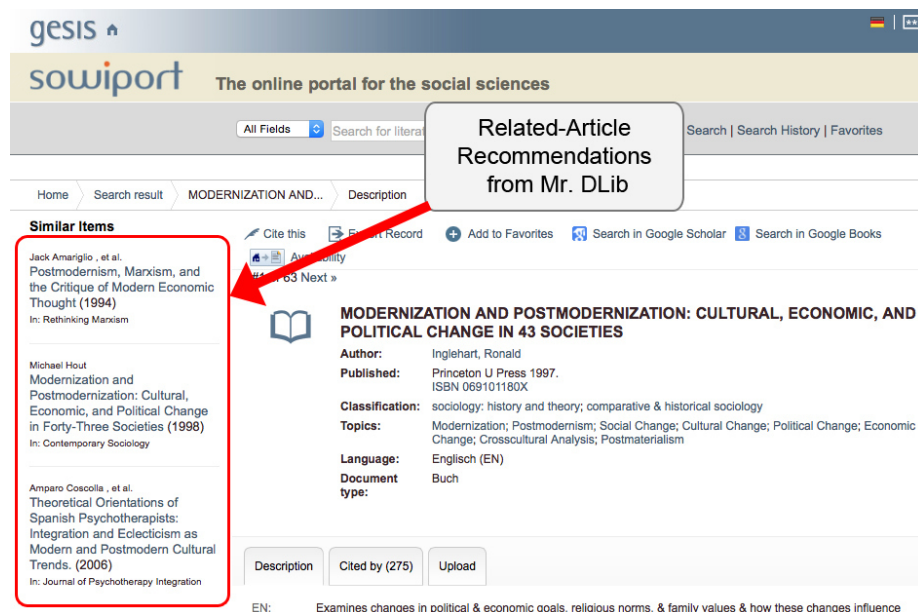 gesis
sowiport The online portal for the social sciences
All Fields Search for
Related-Article
Recommendations
from Mr. DLib
Search | Search History | Favorites
Home Search result MODERNIZATION AND... Description
Similar Items
Jack Amariglio , et al.
Postmodernism, Marxism, and
the Critique of Modern Economic
Thought (1994)
In: Rethinking Marxism
Michael Hout
Modernization and
Postmodernization: Cultural,
Economic, and Political Change
in Forty-Three Societies (1998)
In: Contemporary Sociology
Amparo Coscolla , et al.
Theoretical Orientations of
Spanish Psychotherapists:
Integration and Eclecticism as
Modern and Postmodern Cultural
Trends. (2006)
In: Journal of Psychotherapy Integration
Cite this Record Add to Favorites Search in Google Scholar Search in Google Books
63 Next »
MODERNIZATION AND POSTMODERNIZATION: CULTURAL, ECONOMIC, AND
POLITICAL CHANGE IN 43 SOCIETIES
Author: Inglehart, Ronald
Published: Princeton U Press 1997.
ISBN 069101180X
Classification: sociology: history and theory; comparative & historical sociology
Topics: Modernization; Postmodernism; Social Change; Cultural Change; Political Change; Economic
Change; Crosscultural Analysis; Postmaterialism
Language: Englisch (EN)
Document Buch
type:
Description Cited by (275) Upload
EN: Examines changes in political & economic goals, religious norms, & family values & how these changes influence